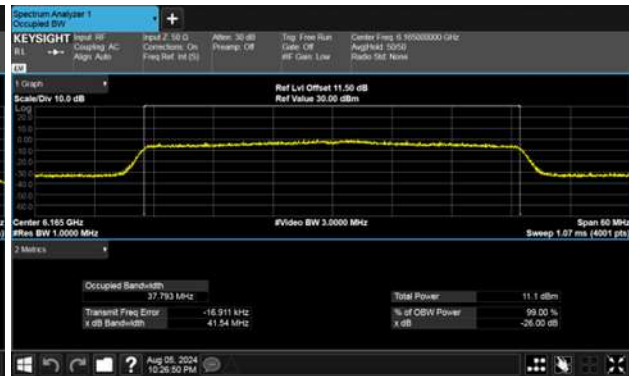 Spectrum Analyzer 1
Occupied BW
+
KEYSIGHT Input: RF Input Z: 50 Ω Atten: 30 dB Trig: Free Run Center Freq: 6.165000000 GHz
R L Coupling: AC Corrections: On Preamp: Off Gate: Off Avg|Hold: 50/50
Align: Auto Freq Ref: Int (S) #IF Gain: Low Radio Std: None
1 Graph
Ref Lvl Offset 11.50 dB
Scale/Div 10.0 dB Ref Value 30.00 dBm
Log
20.0
10.0
0.00
-10.0
-20.0
-30.0
-40.0
-50.0
-60.0
Center 6.165 GHz #Video BW 3.0000 MHz Span 60 MHz
#Res BW 1.0000 MHz Sweep 1.07 ms (4001 pts)
2 Metrics
Occupied Bandwidth
37.793 MHz Total Power 11.1 dBm
Transmit Freq Error -16.911 kHz % of OBW Power 99.00 %
x dB Bandwidth 41.54 MHz x dB -26.00 dB
?
Aug 05, 2024
10:26:50 PM